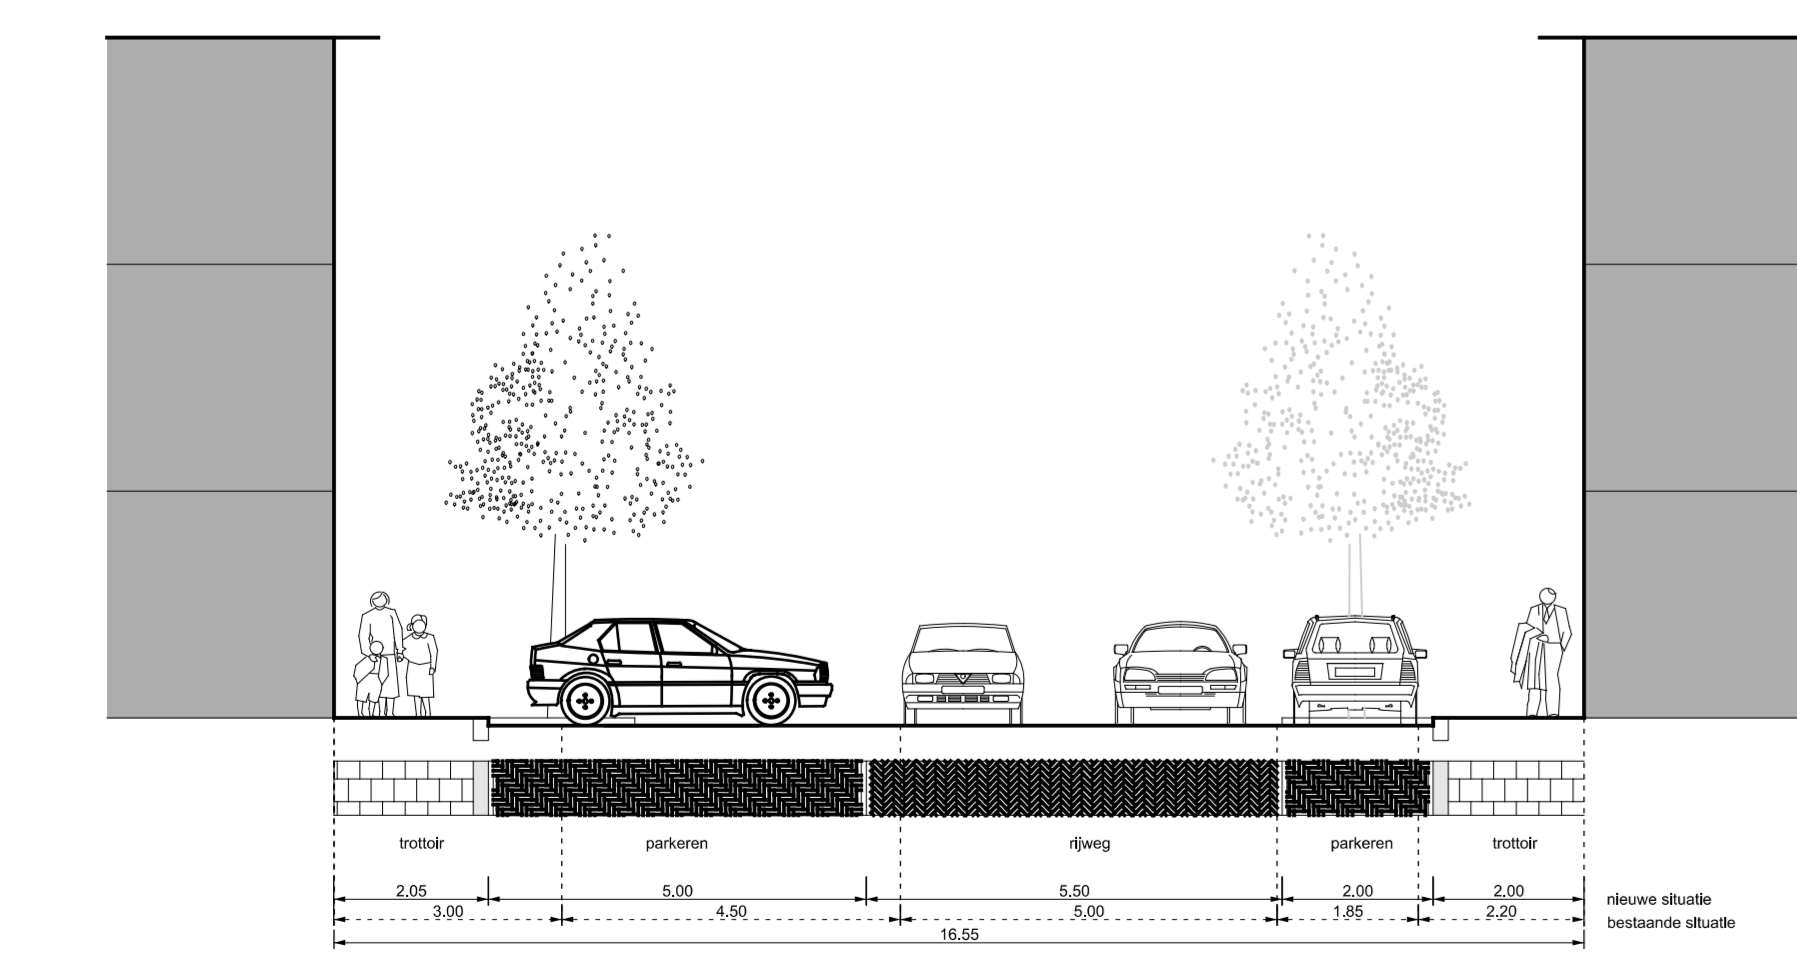 trottoir parkeren rijweg parkeren trottoir
2.05 5.00 5.50 2.00 2.00 nieuwe situatie
3.00 4.50 5.00 1.85 2.20 bestaande situatie
16.55